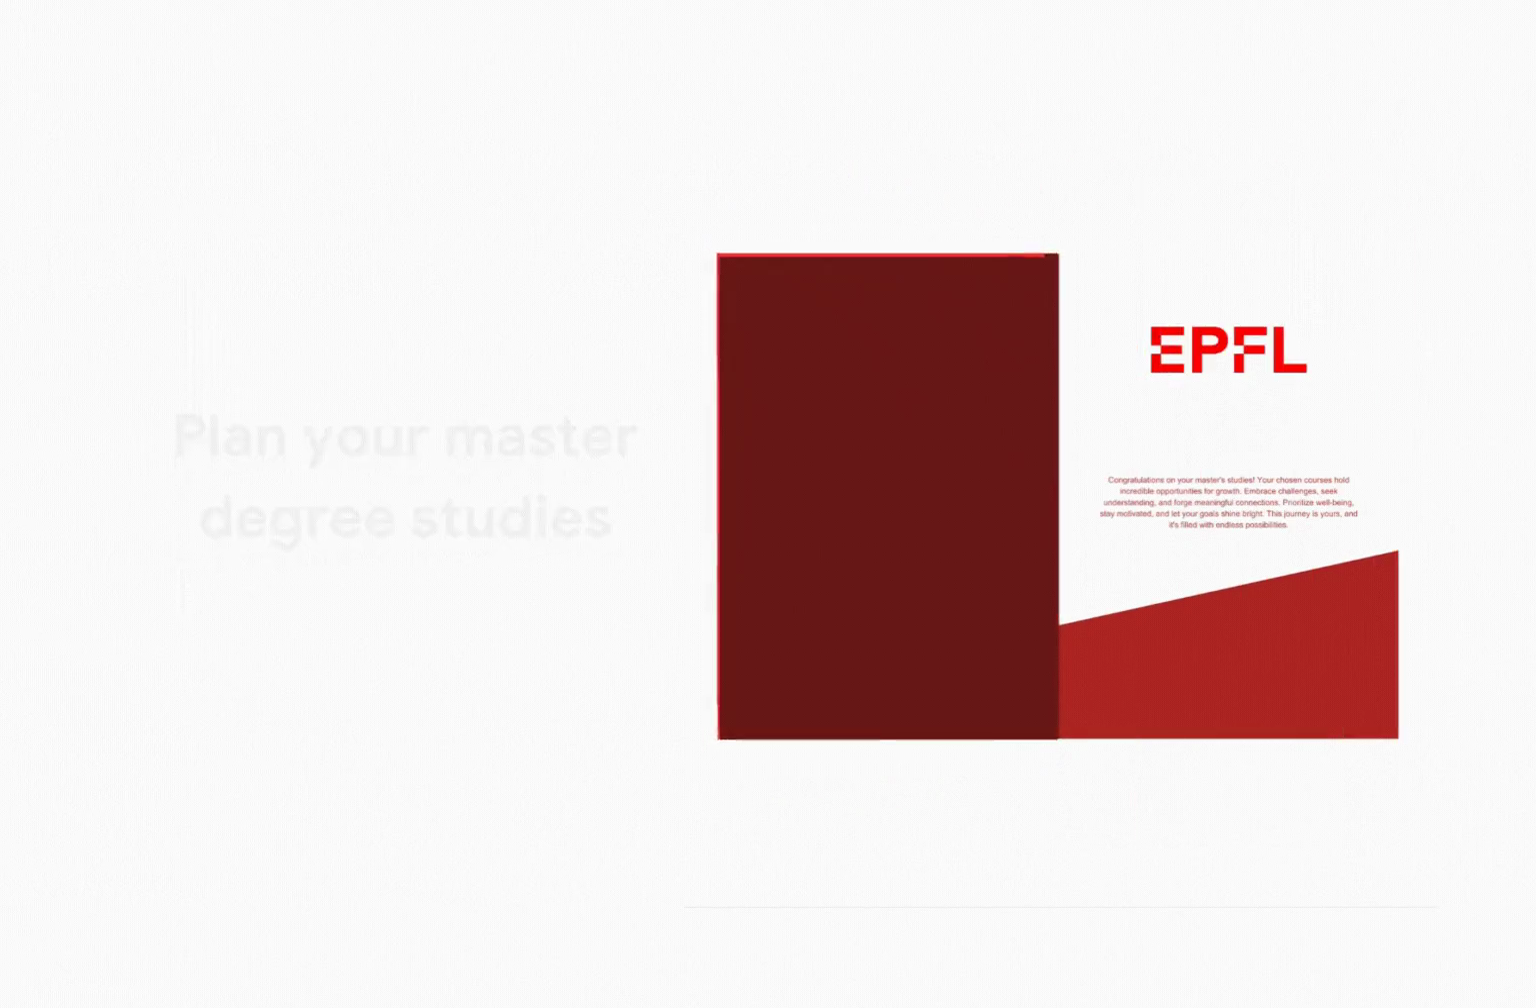 Plan your master
degree studies
EPFL
Congratulations on your master's studies! Your chosen courses hold
incredible opportunities for growth. Embrace challenges, seek
understanding, and forge meaningful connections. Prioritize well-being,
stay motivated, and let your goals shine bright. This journey is yours, and
it's filled with endless possibilities.